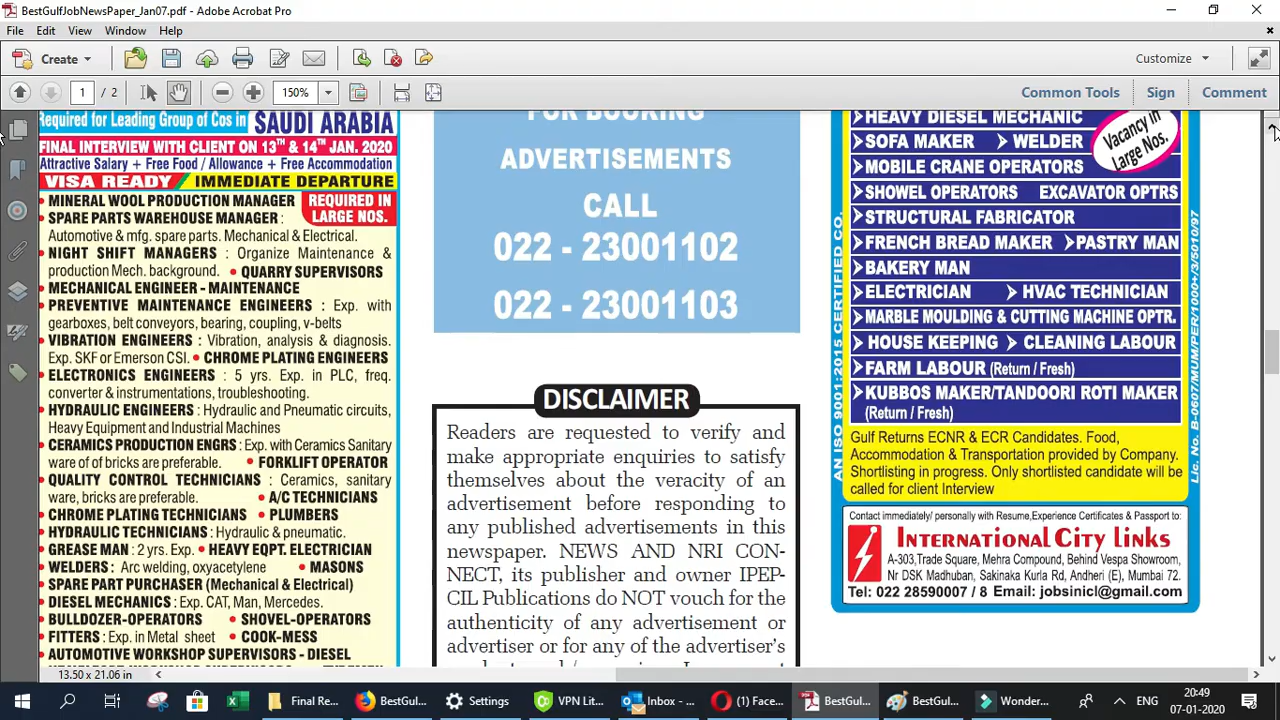 BestGulfJobNewsPaper_Jan07.pdf - Adobe Acrobat Pro
File Edit View Window Help
Create
Customize
1 / 2
150%
Common Tools
Sign
Comment
Required for Leading Group of Cos in SAUDI ARABIA
FINAL INTERVIEW WITH CLIENT ON 13TH & 14TH JAN. 2020
Attractive Salary + Free Food / Allowance + Free Accommodation
VISA READY IMMEDIATE DEPARTURE
REQUIRED IN
LARGE NOS.
• MINERAL WOOL PRODUCTION MANAGER
• SPARE PARTS WAREHOUSE MANAGER :
Automotive & mfg. spare parts. Mechanical & Electrical.
• NIGHT SHIFT MANAGERS : Organize Maintenance &
production Mech. background. • QUARRY SUPERVISORS
• MECHANICAL ENGINEER - MAINTENANCE
• PREVENTIVE MAINTENANCE ENGINEERS : Exp. with
gearboxes, belt conveyors, bearing, coupling, v-belts
• VIBRATION ENGINEERS : Vibration, analysis & diagnosis.
Exp. SKF or Emerson CSI. • CHROME PLATING ENGINEERS
• ELECTRONICS ENGINEERS : 5 yrs. Exp. in PLC, freq.
converter & instrumentations, troubleshooting.
• HYDRAULIC ENGINEERS : Hydraulic and Pneumatic circuits,
Heavy Equipment and Industrial Machines
• CERAMICS PRODUCTION ENGRS : Exp. with Ceramics Sanitary
ware of of bricks are preferable. • FORKLIFT OPERATOR
• QUALITY CONTROL TECHNICIANS : Ceramics, sanitary
ware, bricks are preferable. • A/C TECHNICIANS
• CHROME PLATING TECHNICIANS • PLUMBERS
• HYDRAULIC TECHNICIANS : Hydraulic & pneumatic.
• GREASE MAN : 2 yrs. Exp. • HEAVY EQPT. ELECTRICIAN
• WELDERS : Arc welding, oxyacetylene • MASONS
• SPARE PART PURCHASER (Mechanical & Electrical)
• DIESEL MECHANICS : Exp. CAT, Man, Mercedes.
• BULLDOZER-OPERATORS • SHOVEL-OPERATORS
• FITTERS : Exp. in Metal sheet • COOK-MESS
• AUTOMOTIVE WORKSHOP SUPERVISORS - DIESEL
FOR BOOKING
ADVERTISEMENTS
CALL
022 - 23001102
022 - 23001103
DISCLAIMER
Readers are requested to verify and
make appropriate enquiries to satisfy
themselves about the veracity of an
advertisement before responding to
any published advertisements in this
newspaper. NEWS AND NRI CON-
NECT, its publisher and owner IPEP-
CIL Publications do NOT vouch for the
authenticity of any advertisement or
advertiser or for any of the advertiser's
HEAVY DIESEL MECHANIC
SOFA MAKER WELDER
Vacancy in
Large Nos.
MOBILE CRANE OPERATORS
SHOWEL OPERATORS EXCAVATOR OPTRS
STRUCTURAL FABRICATOR
FRENCH BREAD MAKER PASTRY MAN
BAKERY MAN
ELECTRICIAN HVAC TECHNICIAN
MARBLE MOULDING & CUTTING MACHINE OPTR.
HOUSE KEEPING CLEANING LABOUR
FARM LABOUR (Return / Fresh)
KUBBOS MAKER/TANDOORI ROTI MAKER
(Return / Fresh)
AN ISO 9001:2015 CERTIFIED CO.
Lic. No. B-0607/MUM/PER/1000+/3/5010/97
Gulf Returns ECNR & ECR Candidates. Food,
Accommodation & Transportation provided by Company.
Shortlisting in progress. Only shortlisted candidate will be
called for client Interview
Contact immediately/ personally with Resume,Experience Certificates & Passport to:
INTERNATIONAL CITY LINKS
A-303,Trade Square, Mehra Compound, Behind Vespa Showroom,
Nr DSK Madhuban, Sakinaka Kurla Rd, Andheri (E), Mumbai 72.
Tel: 022 28590007 / 8 Email: jobsinicl@gmail.com
13.50 x 21.06 in
Final Re...
BestGul...
Settings
VPN Lit...
Inbox - ...
(1) Face...
BestGul...
BestGul...
Wonder...
ENG
20:49
07-01-2020